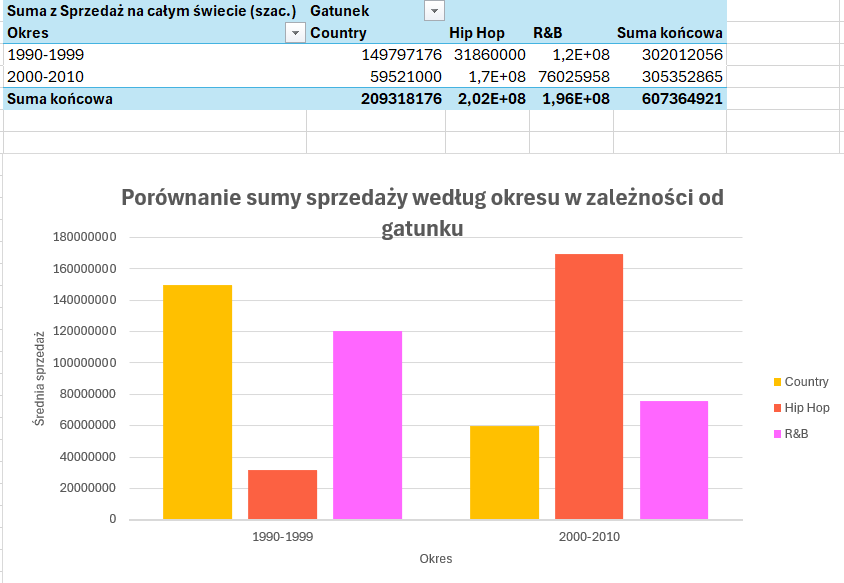 Suma z Sprzedaż na całym świecie (szac.) Gatunek
Okres Country Hip Hop R&B Suma końcowa
1990-1999 149797176 31860000 1,2E+08 302012056
2000-2010 59521000 1,7E+08 76025958 305352865
Suma końcowa 209318176 2,02E+08 1,96E+08 607364921
Porównanie sumy sprzedaży według okresu w zależności od
gatunku
180000000
160000000
140000000
120000000
100000000
80000000
60000000
40000000
20000000
0
Średnia sprzedaż
1990-1999 2000-2010
Okres
Country
Hip Hop
R&B